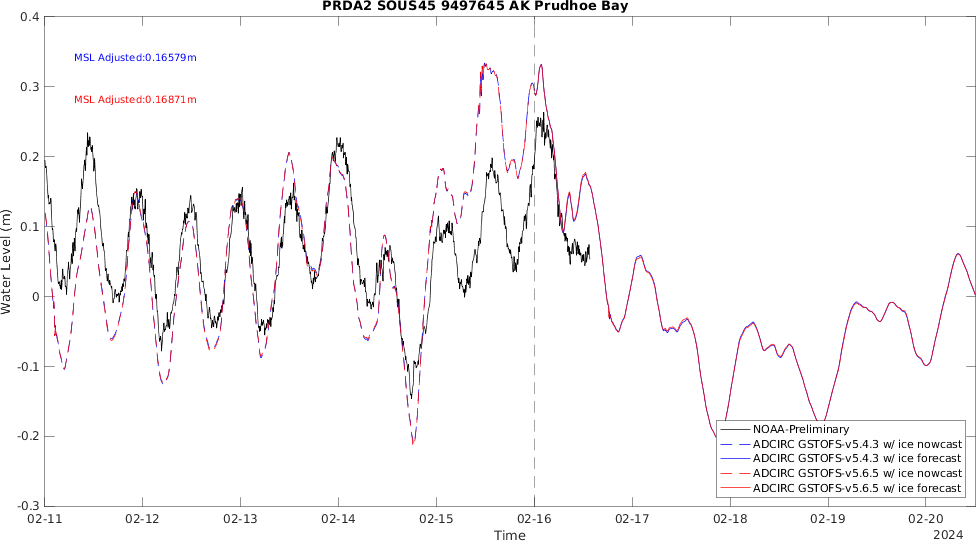 PRDA2 SOUS45 9497645 AK Prudhoe Bay
MSL Adjusted:0.16579m
MSL Adjusted:0.16871m
Water Level (m)
0.4
0.3
0.2
0.1
0
-0.1
-0.2
-0.3
NOAA-Preliminary
ADCIRC GSTOFS-v5.4.3 w/ ice nowcast
ADCIRC GSTOFS-v5.4.3 w/ ice forecast
ADCIRC GSTOFS-v5.6.5 w/ ice nowcast
ADCIRC GSTOFS-v5.6.5 w/ ice forecast
02-11 02-12 02-13 02-14 02-15 02-16 02-17 02-18 02-19 02-20
Time
2024